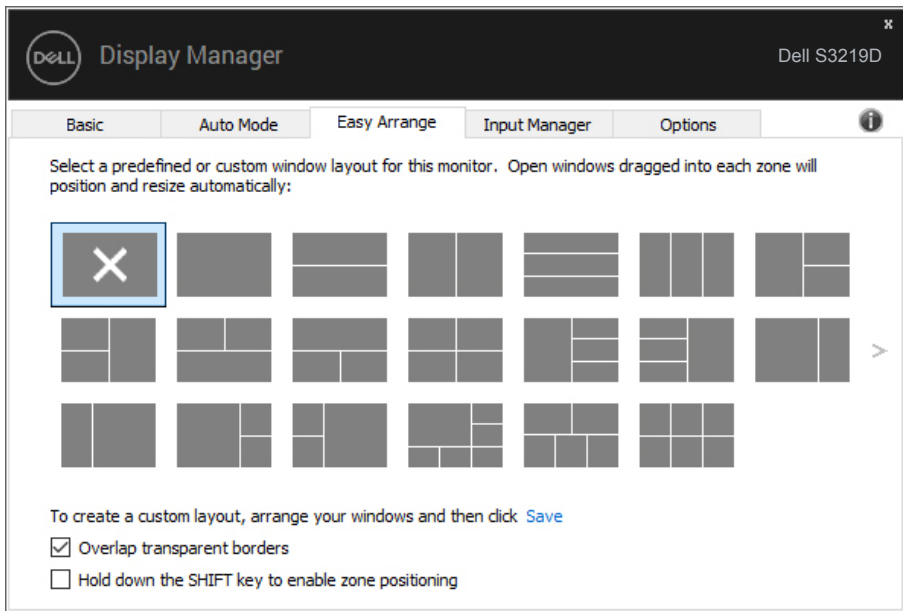 x
DELL
Display Manager
Dell S3219D
Basic
Auto Mode
Easy Arrange
Input Manager
Options
i
Select a predefined or custom window layout for this monitor. Open windows dragged into each zone will
position and resize automatically:
>
To create a custom layout, arrange your windows and then click Save
Overlap transparent borders
Hold down the SHIFT key to enable zone positioning